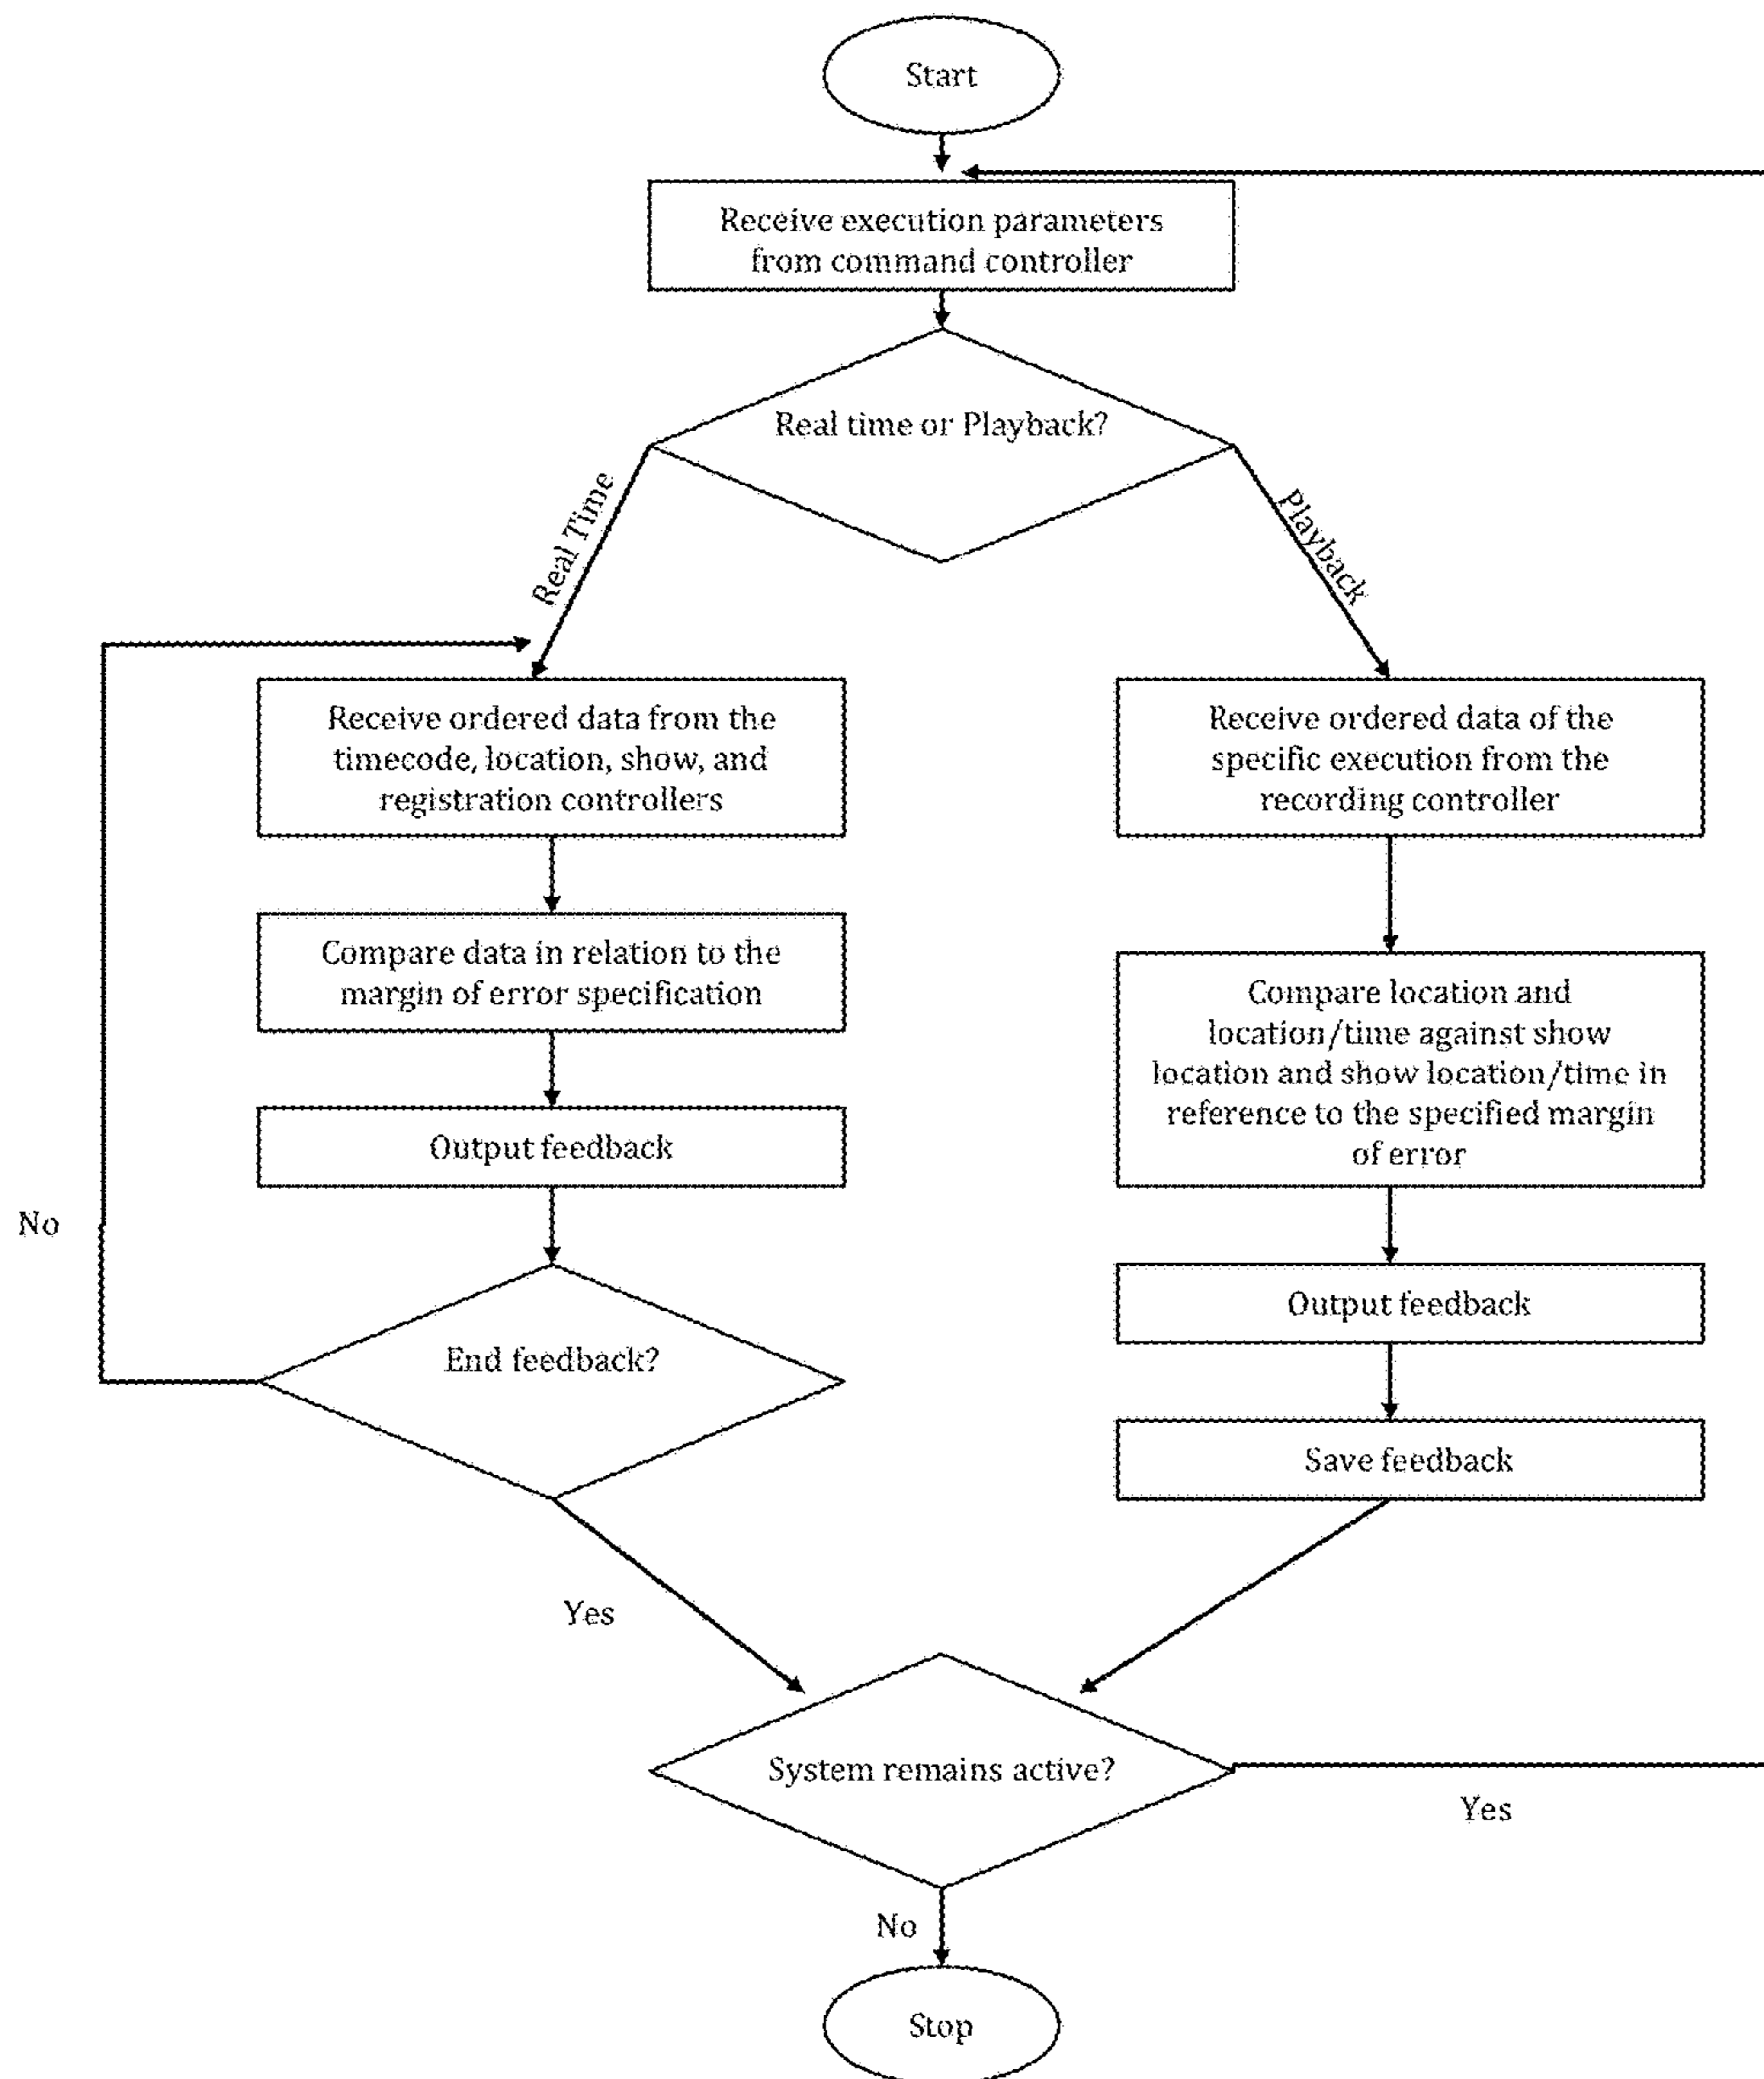 Start
Receive execution parameters
from command controller
Real time or Playback?
Real Time
Playback
Receive ordered data from the
timecode, location, show, and
registration controllers
Receive ordered data of the
specific execution from the
recording controller
Compare data in relation to the
margin of error specification
Compare location and
location/time against show
location and show location/time in
reference to the specified margin
of error
Output feedback
No
Output feedback
End feedback?
Save feedback
Yes
System remains active?
Yes
No
Stop